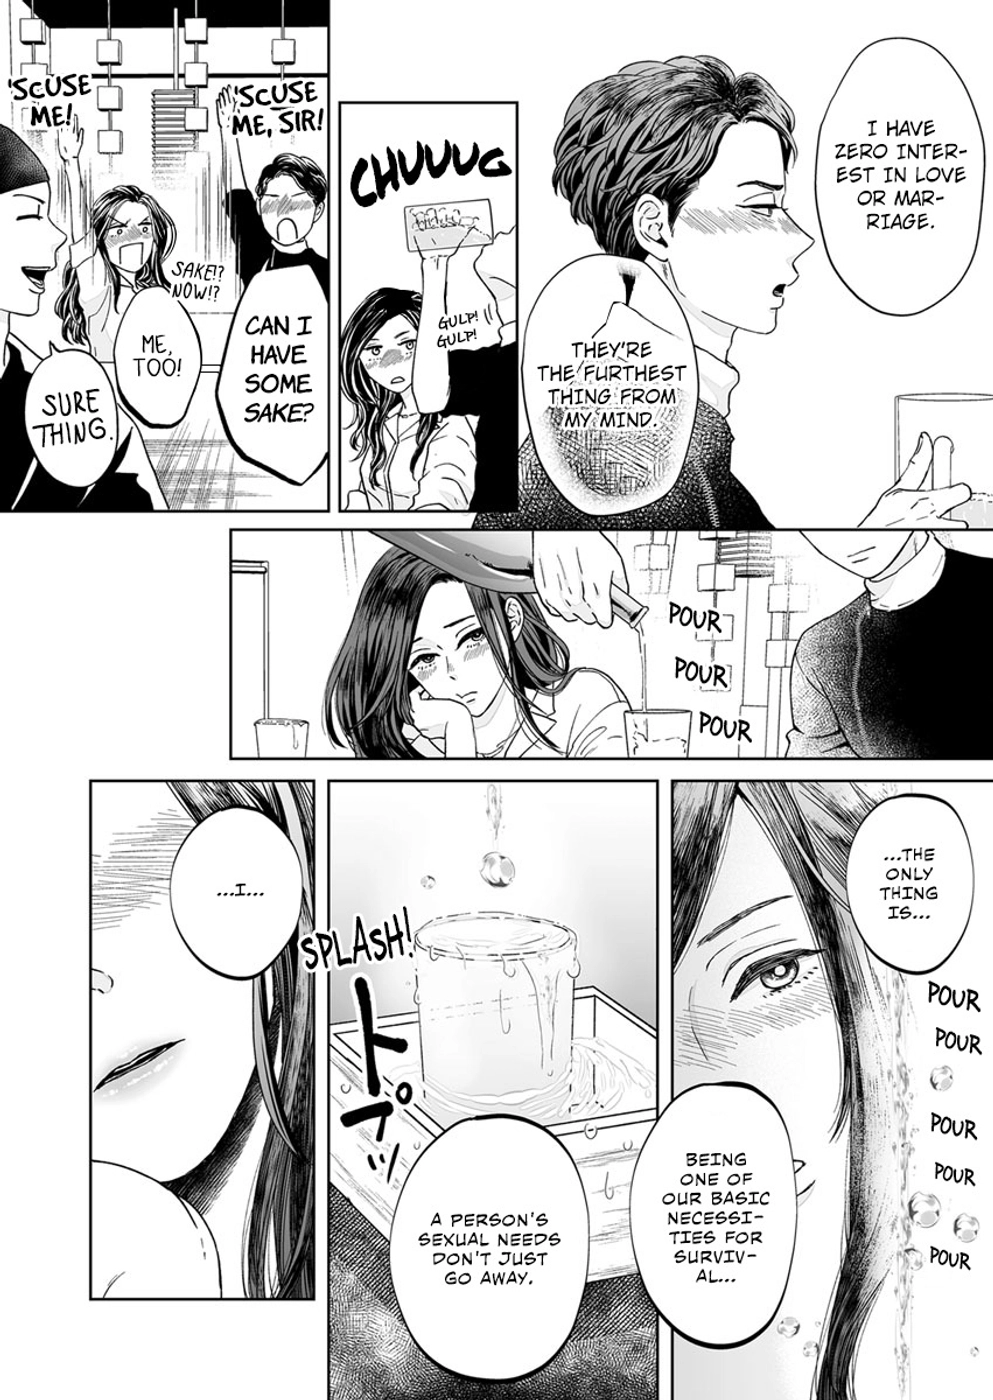 I HAVE
ZERO INTER-
EST IN LOVE
OR MAR-
RIAGE.
THEY'RE
THE FURTHEST
THING FROM
MY MIND.
CHUUUG
GULP!
GULP!
'SCUSE
ME, SIR!
'SCUSE
ME!
CAN I
HAVE
SOME
SAKE?
SAKE!?
NOW!?
ME,
TOO!
SURE
THING.
POUR
POUR
POUR
...THE
ONLY
THING
IS...
POUR
POUR
POUR
POUR
POUR
BEING
ONE OF
OUR BASIC
NECESSI-
TIES FOR
SURVIV-
AL...
SPLASH!
トプッ
A PERSON'S
SEXUAL NEEDS
DON'T JUST
GO AWAY.
...I...